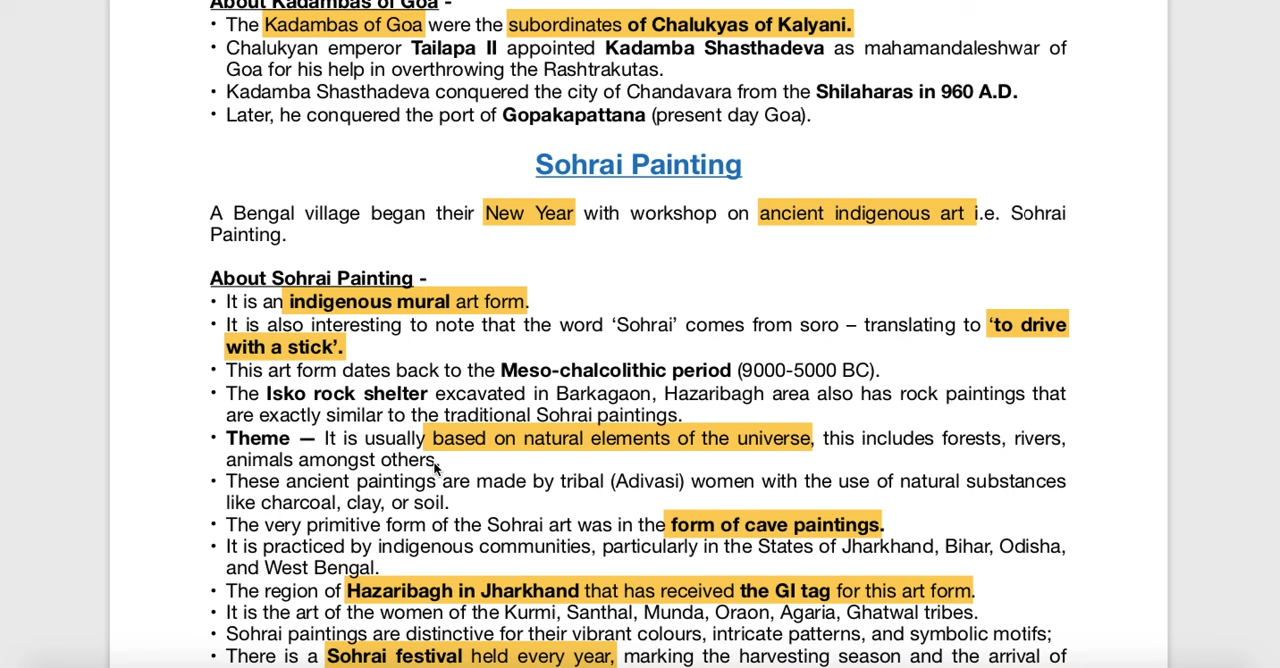 About Kadambas of Goa -
• The Kadambas of Goa were the subordinates of Chalukyas of Kalyani.
• Chalukyan emperor Tailapa II appointed Kadamba Shasthadeva as mahamandaleshwar of
Goa for his help in overthrowing the Rashtrakutas.
• Kadamba Shasthadeva conquered the city of Chandavara from the Shilaharas in 960 A.D.
• Later, he conquered the port of Gopakapattana (present day Goa).
Sohrai Painting
A Bengal village began their New Year with workshop on ancient indigenous art i.e. Sohrai
Painting.
About Sohrai Painting -
• It is an indigenous mural art form.
• It is also interesting to note that the word ‘Sohrai’ comes from soro – translating to ‘to drive
with a stick’.
• This art form dates back to the Meso-chalcolithic period (9000-5000 BC).
• The Isko rock shelter excavated in Barkagaon, Hazaribagh area also has rock paintings that
are exactly similar to the traditional Sohrai paintings.
• Theme — It is usually based on natural elements of the universe, this includes forests, rivers,
animals amongst others.
• These ancient paintings are made by tribal (Adivasi) women with the use of natural substances
like charcoal, clay, or soil.
• The very primitive form of the Sohrai art was in the form of cave paintings.
• It is practiced by indigenous communities, particularly in the States of Jharkhand, Bihar, Odisha,
and West Bengal.
• The region of Hazaribagh in Jharkhand that has received the GI tag for this art form.
• It is the art of the women of the Kurmi, Santhal, Munda, Oraon, Agaria, Ghatwal tribes.
• Sohrai paintings are distinctive for their vibrant colours, intricate patterns, and symbolic motifs;
• There is a Sohrai festival held every year, marking the harvesting season and the arrival of